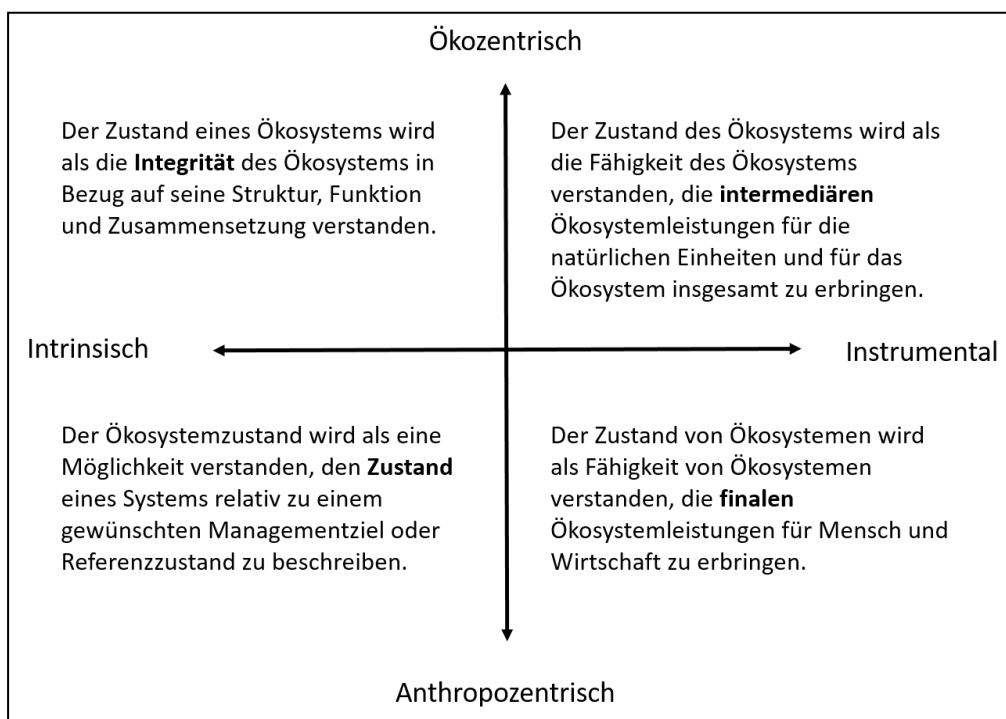 Ökozentrisch
Der Zustand eines Ökosystems wird
als die Integrität des Ökosystems in
Bezug auf seine Struktur, Funktion
und Zusammensetzung verstanden.
Der Zustand des Ökosystems wird als
die Fähigkeit des Ökosystems
verstanden, die intermediären
Ökosystemleistungen für die
natürlichen Einheiten und für das
Ökosystem insgesamt zu erbringen.
Intrinsisch
Instrumental
Der Ökosystemzustand wird als eine
Möglichkeit verstanden, den Zustand
eines Systems relativ zu einem
gewünschten Managementziel oder
Referenzzustand zu beschreiben.
Der Zustand von Ökosystemen wird
als Fähigkeit von Ökosystemen
verstanden, die finalen
Ökosystemleistungen für Mensch und
Wirtschaft zu erbringen.
Anthropozentrisch